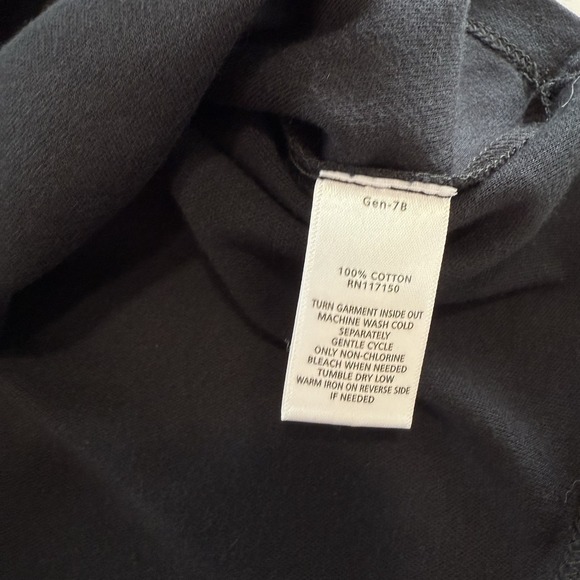 Gen-7B
100% COTTON
RN117150
TURN GARMENT INSIDE OUT
MACHINE WASH COLD
SEPARATELY
GENTLE CYCLE
ONLY NON-CHLORINE
BLEACH WHEN NEEDED
TUMBLE DRY LOW
WARM IRON ON REVERSE SIDE
IF NEEDED